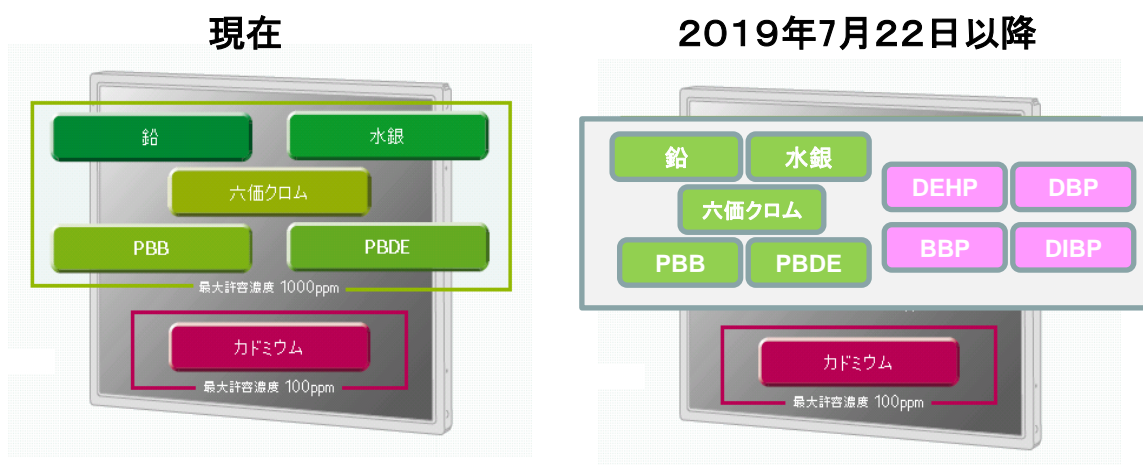 現在
鉛
水銀
六価クロム
PBB
PBDE
最大許容濃度 1000ppm
カドミウム
最大許容濃度 100ppm
2019年7月22日以降
鉛
水銀
六価クロム
PBB
PBDE
DEHP
DBP
BBP
DIBP
カドミウム
最大許容濃度 100ppm